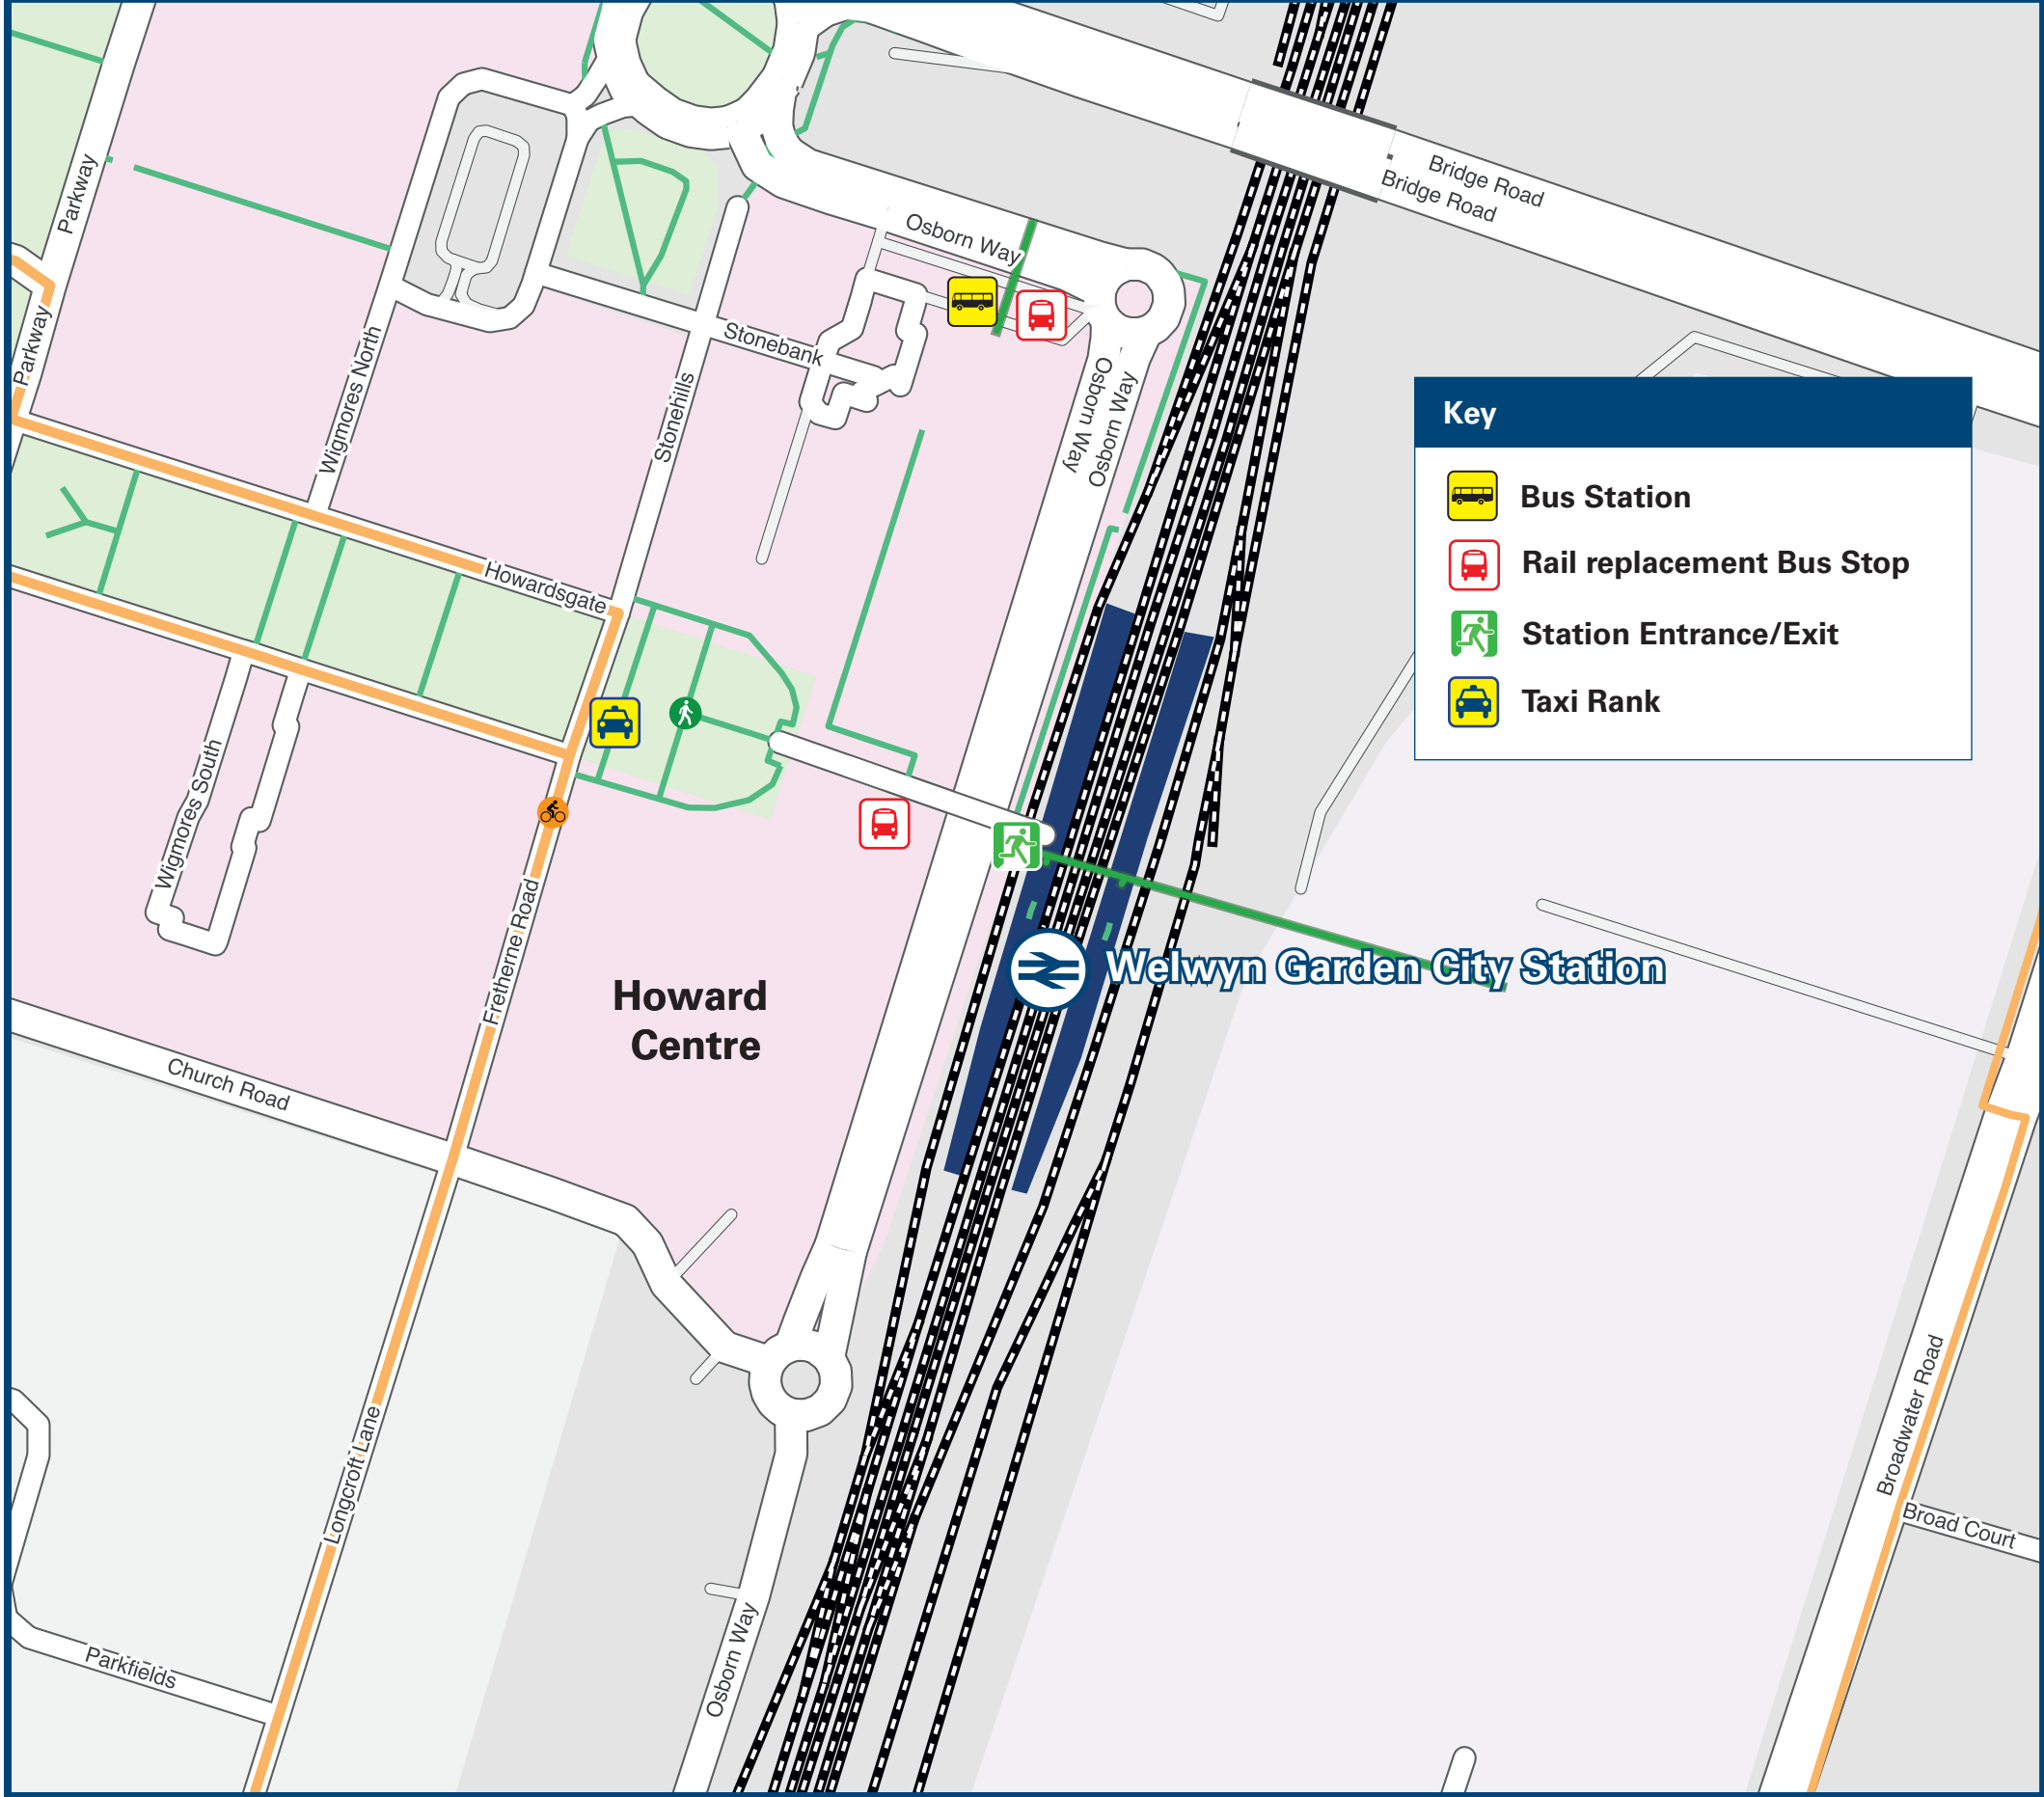 Bridge Road
Bridge Road
Parkway
Osborn Way
Parkway
Wigmores North
Stonebank
Stonehills
Osborn Way
Osborn Way
Key
Bus Station
Rail replacement Bus Stop
Station Entrance/Exit
Taxi Rank
Howardsgate
Wigmores South
Fretherne Road
Welwyn Garden City Station
Howard
Centre
Church Road
Longcroft Lane
Broadwater Road
Broad Court
Parkfields
Osborn Way